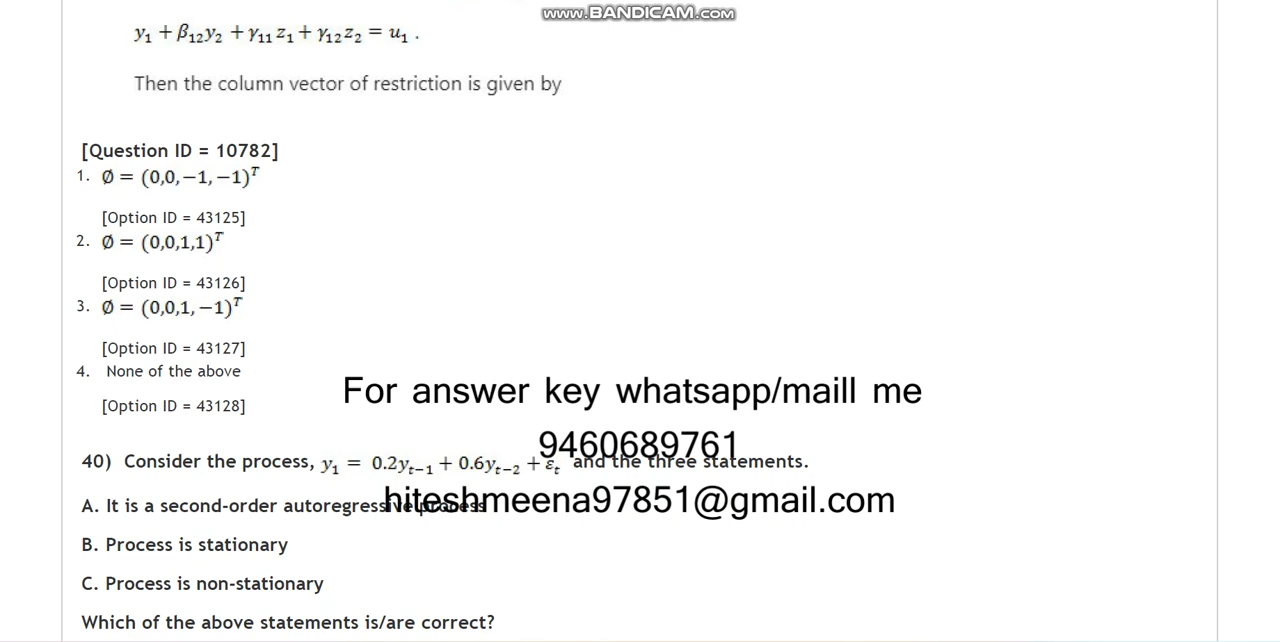 www.BANDICAM.com
y₁ + β₁₂y₂ + γ₁₁z₁ + γ₁₂z₂ = u₁ .
Then the column vector of restriction is given by
[Question ID = 10782]
1. Ø = (0,0,−1,−1)ᵀ
[Option ID = 43125]
2. Ø = (0,0,1,1)ᵀ
[Option ID = 43126]
3. Ø = (0,0,1,−1)ᵀ
[Option ID = 43127]
4. None of the above
[Option ID = 43128]
For answer key whatsapp/maill me
9460689761
40) Consider the process, y₁ = 0.2yₜ₋₁ + 0.6yₜ₋₂ + εₜ and the three statements.
hiteshmeena97851@gmail.com
A. It is a second-order autoregressive process
B. Process is stationary
C. Process is non-stationary
Which of the above statements is/are correct?